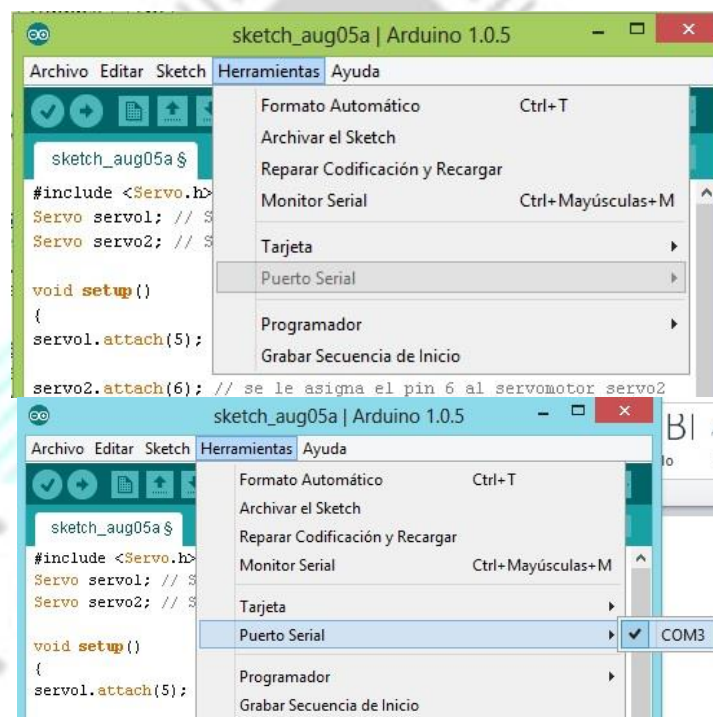 sketch_aug05a | Arduino 1.0.5
Archivo Editar Sketch Herramientas Ayuda
Formato Automático Ctrl+T
Archivar el Sketch
sketch_aug05a §
Reparar Codificación y Recargar
#include <Servo.h>
Monitor Serial Ctrl+Mayúsculas+M
Servo servo1; // S
Servo servo2; // S
Tarjeta
Puerto Serial
void setup()
{
Programador
servo1.attach(5);
Grabar Secuencia de Inicio
servo2.attach(6); // se le asigna el pin 6 al servomotor servo2
sketch_aug05a | Arduino 1.0.5
Archivo Editar Sketch Herramientas Ayuda
Formato Automático Ctrl+T
Archivar el Sketch
sketch_aug05a §
Reparar Codificación y Recargar
#include <Servo.h>
Monitor Serial Ctrl+Mayúsculas+M
Servo servo1; // S
Servo servo2; // S
Tarjeta
Puerto Serial COM3
void setup()
{
Programador
servo1.attach(5);
Grabar Secuencia de Inicio